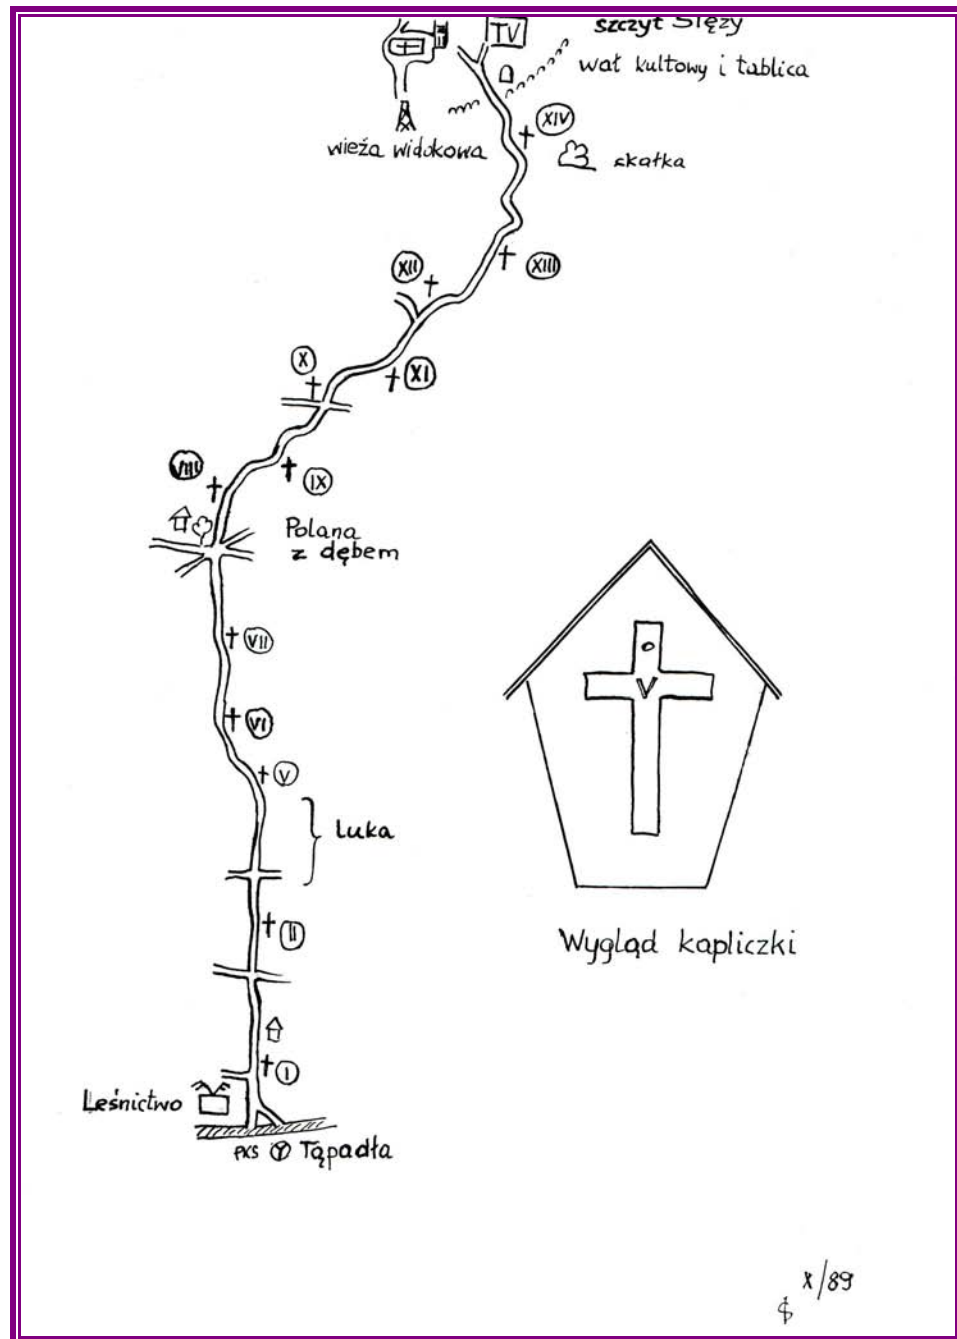 TV
szczyt Ślęży
wał kultowy i tablica
XIV
wieża widokowa
skałka
XIII
XII
XI
X
IX
VIII
Polana
z dębem
VII
VI
V
V
Luka
II
Wygląd kapliczki
I
Leśnictwo
PKS Tąpadła
X/89